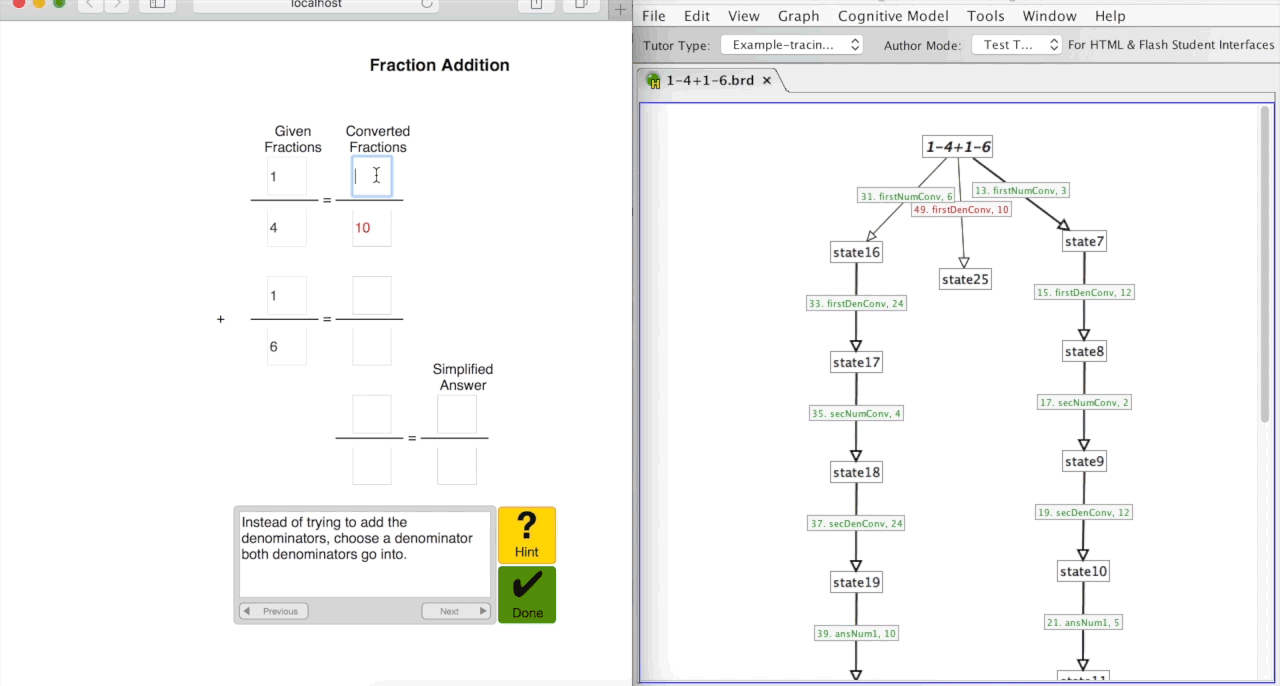 localhost
Fraction Addition
Given Fractions
Converted Fractions
1
=
4
10
1
+
=
6
Simplified Answer
=
Instead of trying to add the
denominators, choose a denominator
both denominators go into.
Previous
Next
?
Hint
Done
File Edit View Graph Cognitive Model Tools Window Help
Tutor Type: Example-tracin... Author Mode: Test T... For HTML & Flash Student Interfaces
H
1-4+1-6.brd ×
1-4+1-6
31. firstNumConv, 6
49. firstDenConv, 10
13. firstNumConv, 3
state16
state25
state7
33. firstDenConv, 24
15. firstDenConv, 12
state17
state8
35. secNumConv, 4
17. secNumConv, 2
state18
state9
37. secDenConv, 24
19. secDenConv, 12
state19
state10
39. ansNum1, 10
21. ansNum1, 5
state11